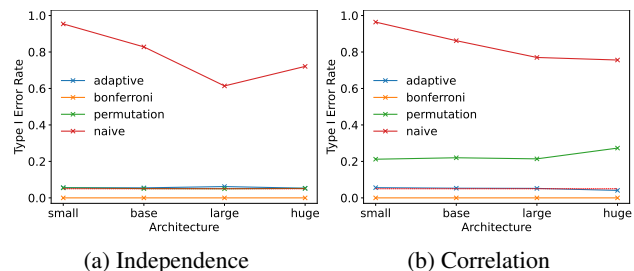 1.0
0.8
0.6
0.4
0.2
0.0
Type I Error Rate
adaptive
bonferroni
permutation
naive
small base large huge
Architecture
(a) Independence
1.0
0.8
0.6
0.4
0.2
0.0
Type I Error Rate
adaptive
bonferroni
permutation
naive
small base large huge
Architecture
(b) Correlation